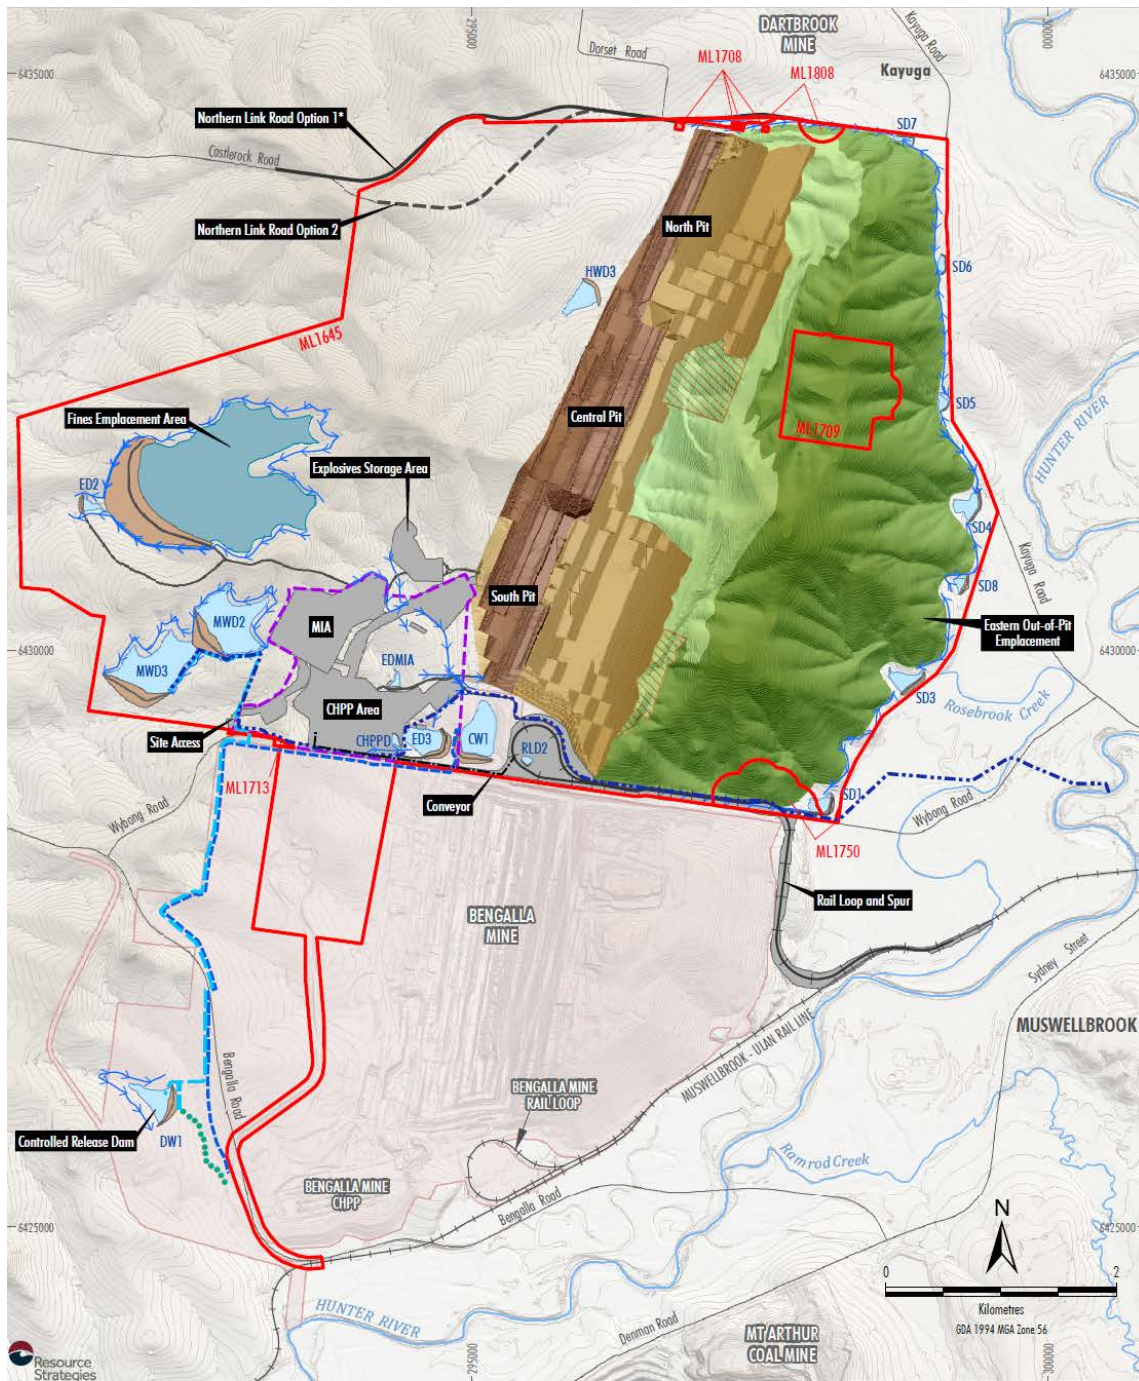 295000
300000
DARTBROOK
MINE
Kayuga Road
Dorset Road
ML1708
ML1808
Kayuga
6435000
6435000
Northern Link Road Option 1*
SD7
Castlerock Road
Northern Link Road Option 2
North Pit
HWD3
SD6
ML1645
Fines Emplacement Area
Central Pit
ML1709
SD5
HUNTER RIVER
Explosives Storage Area
ED2
SD4
Kayuga Road
SD8
South Pit
MWD2
MIA
Eastern Out-of-Pit
Emplacement
6430000
6430000
MWD3
EDMIA
SD3
Rosebrook Creek
CHPP Area
Site Access
CHPPD
ED3
CW1
RLD2
ML1713
Conveyor
SD1
Wybong Road
Wybong Road
ML1750
Rail Loop and Spur
BENGALLA
MINE
Sydney Street
MUSWELLBROOK
MUSWELLBROOK - ULAN RAIL LINE
Bengalla Road
BENGALLA MINE
RAIL LOOP
Controlled Release Dam
DW1
Ramrod Creek
BENGALLA MINE
CHPP
Bengalla Road
N
6425000
6425000
0
2
Kilometres
GDA 1994 MGA Zone 56
HUNTER RIVER
Denman Road
MT ARTHUR
COAL MINE
Resource
Strategies
295000
300000